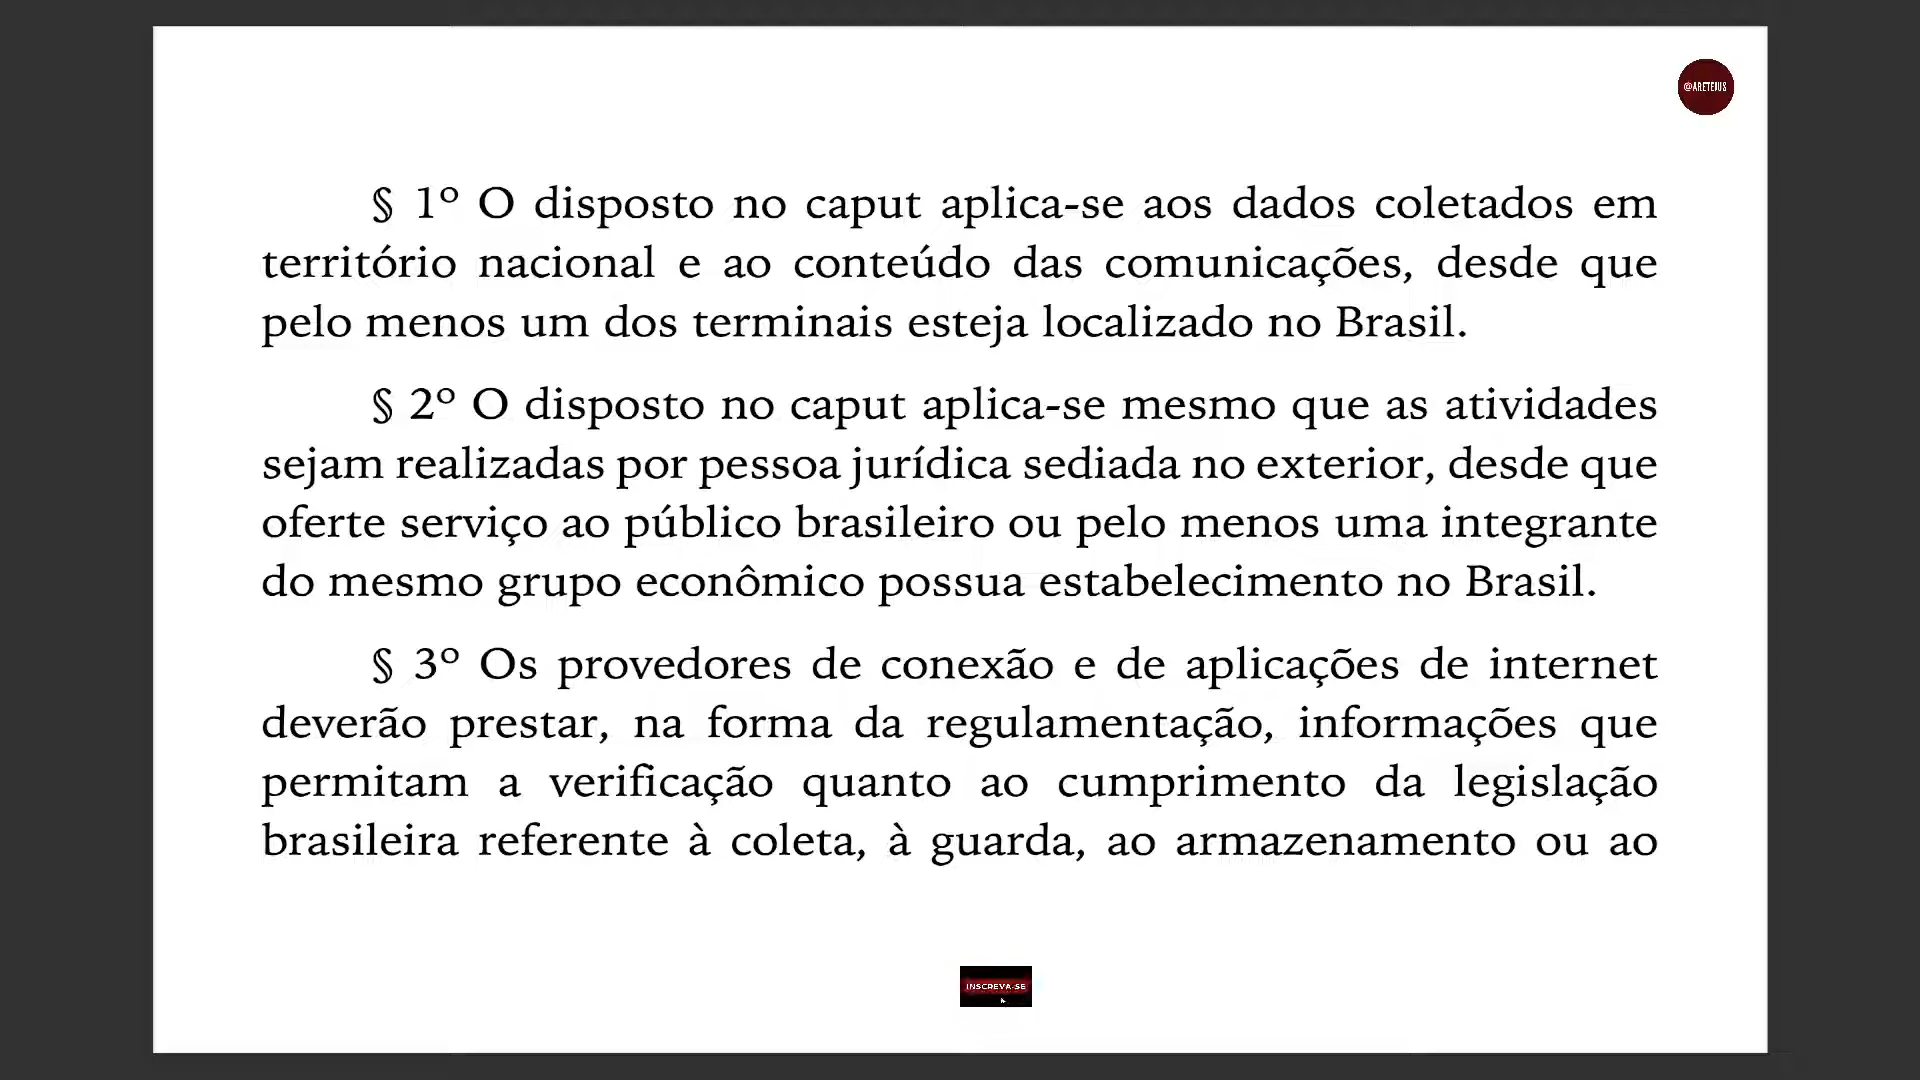 @ARETEJUS
§ 1º O disposto no caput aplica-se aos dados coletados em
território nacional e ao conteúdo das comunicações, desde que
pelo menos um dos terminais esteja localizado no Brasil.
§ 2º O disposto no caput aplica-se mesmo que as atividades
sejam realizadas por pessoa jurídica sediada no exterior, desde que
oferte serviço ao público brasileiro ou pelo menos uma integrante
do mesmo grupo econômico possua estabelecimento no Brasil.
§ 3º Os provedores de conexão e de aplicações de internet
deverão prestar, na forma da regulamentação, informações que
permitam a verificação quanto ao cumprimento da legislação
brasileira referente à coleta, à guarda, ao armazenamento ou ao
INSCREVA-SE